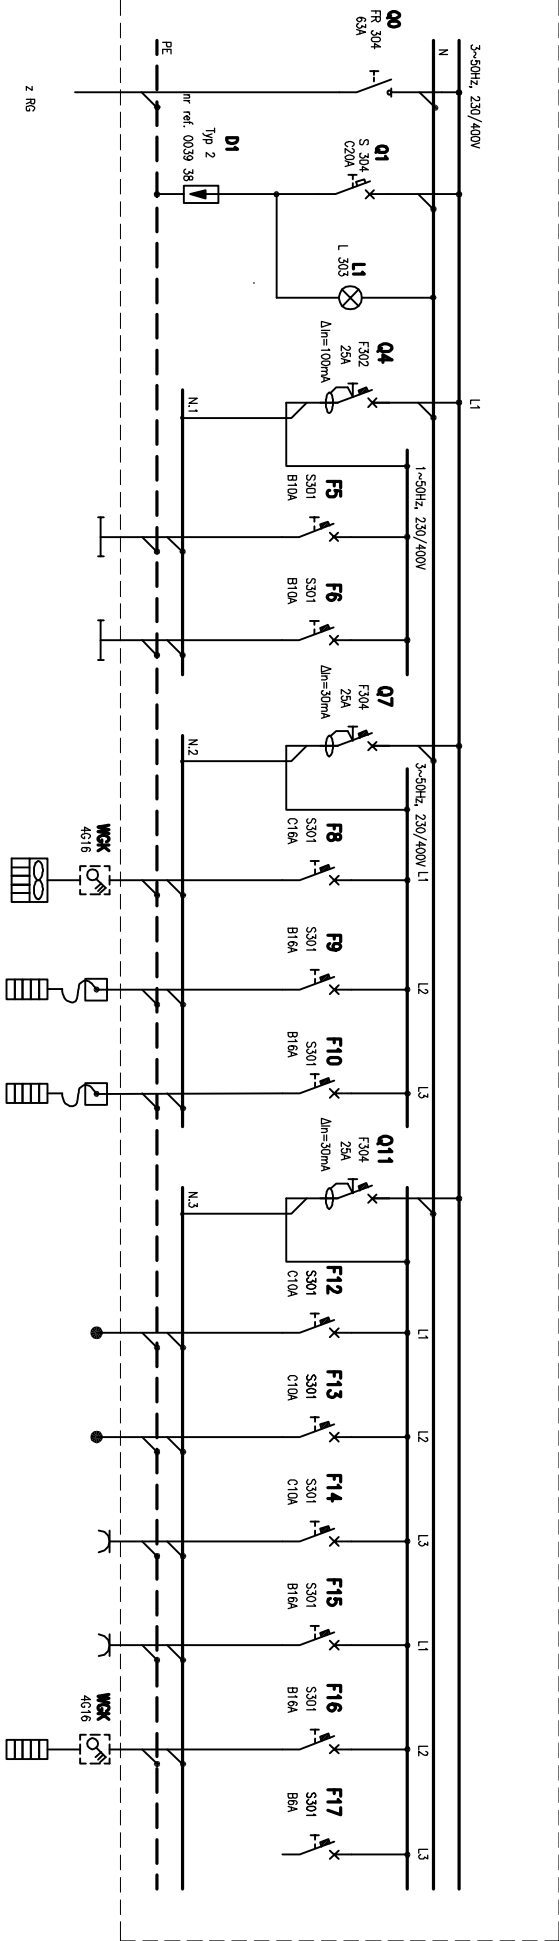 3~50Hz, 230/400V
N
PE
z RG
Q0
FR 304
63A
Q1
S 304
C20A
D1
Typ 2
nr ref. 0039 38
L1
L 303
L1
Q4
F302
25A
ΔIn=100mA
N.1
1~50Hz, 230/400V
F5
S301
B10A
F6
S301
B10A
Q7
F304
25A
ΔIn=30mA
N.2
3~50Hz, 230/400V
L1
F8
S301
C16A
WGK
4G16
L2
F9
S301
B16A
L3
F10
S301
B16A
Q11
F304
25A
ΔIn=30mA
N.3
L1
F12
S301
C10A
L2
F13
S301
C10A
L3
F14
S301
C10A
L1
F15
S301
B16A
L2
F16
S301
B16A
WGK
4G16
L3
F17
S301
B6A